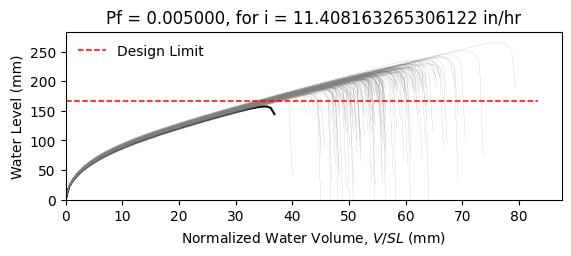 Pf = 0.005000, for i = 11.408163265306122 in/hr
Water Level (mm)
250
200
150
100
50
0
Design Limit
0 10 20 30 40 50 60 70 80
Normalized Water Volume, V/SL (mm)